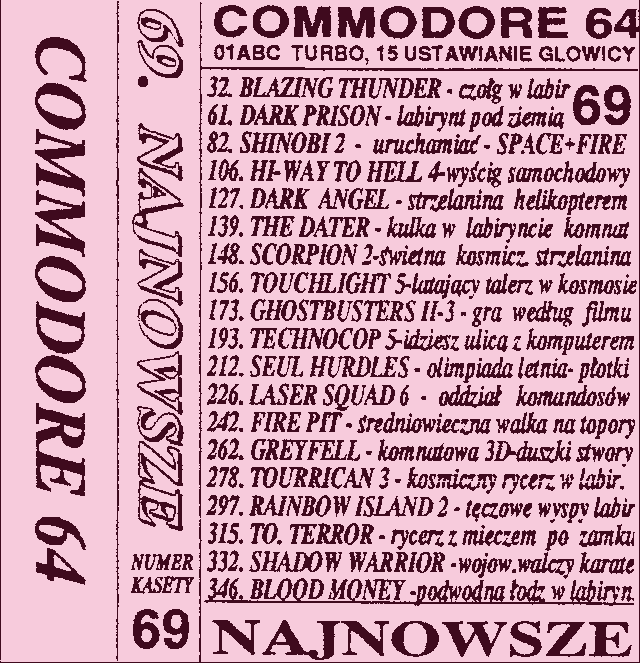 COMMODORE 64
69. NAJNOWSZE
NUMER
KASETY
69
COMMODORE 64
01ABC TURBO, 15 USTAWIANIE GLOWICY
69
32. BLAZING THUNDER - czołg w labir
61. DARK PRISON - labirynt pod ziemią
82. SHINOBI 2 - uruchamiać - SPACE+FIRE
106. HI-WAY TO HELL 4-wyścig samochodowy
127. DARK ANGEL - strzelanina helikopterem
139. THE DATER - kulka w labiryncie komnat
148. SCORPION 2-świetna kosmicz. strzelanina
156. TOUCHLIGHT 5-latający talerz w kosmosie
173. GHOSTBUSTERS II-3 - gra według filmu
193. TECHNOCOP 5-idziesz ulicą z komputerem
212. SEUL HURDLES - olimpiada letnia- płotki
226. LASER SQUAD 6 - oddział komandosów
242. FIRE PIT - średniowieczna walka na topory
262. GREYFELL - komnatowa 3D-duszki stwory
278. TOURRICAN 3 - kosmiczny rycerz w labir.
297. RAINBOW ISLAND 2 - tęczowe wyspy labir
315. TO. TERROR - rycerz z mieczem po zamku
332. SHADOW WARRIOR -wojow.walczy karate
346. BLOOD MONEY -podwodna łodz w labiryn.
NAJNOWSZE